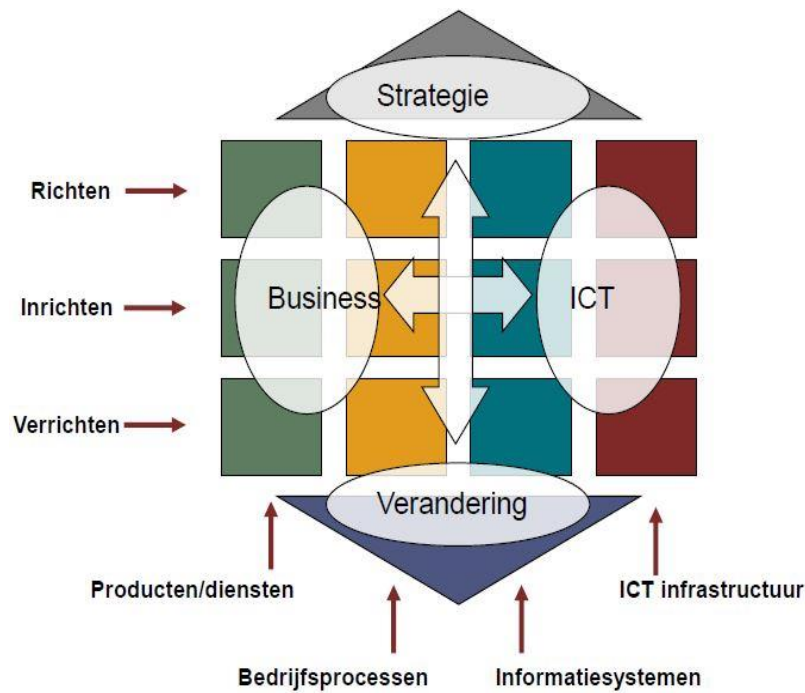 Strategie
Richten
Inrichten
Business
ICT
Verrichten
Verandering
Producten/diensten
ICT infrastructuur
Bedrijfsprocessen
Informatiesystemen